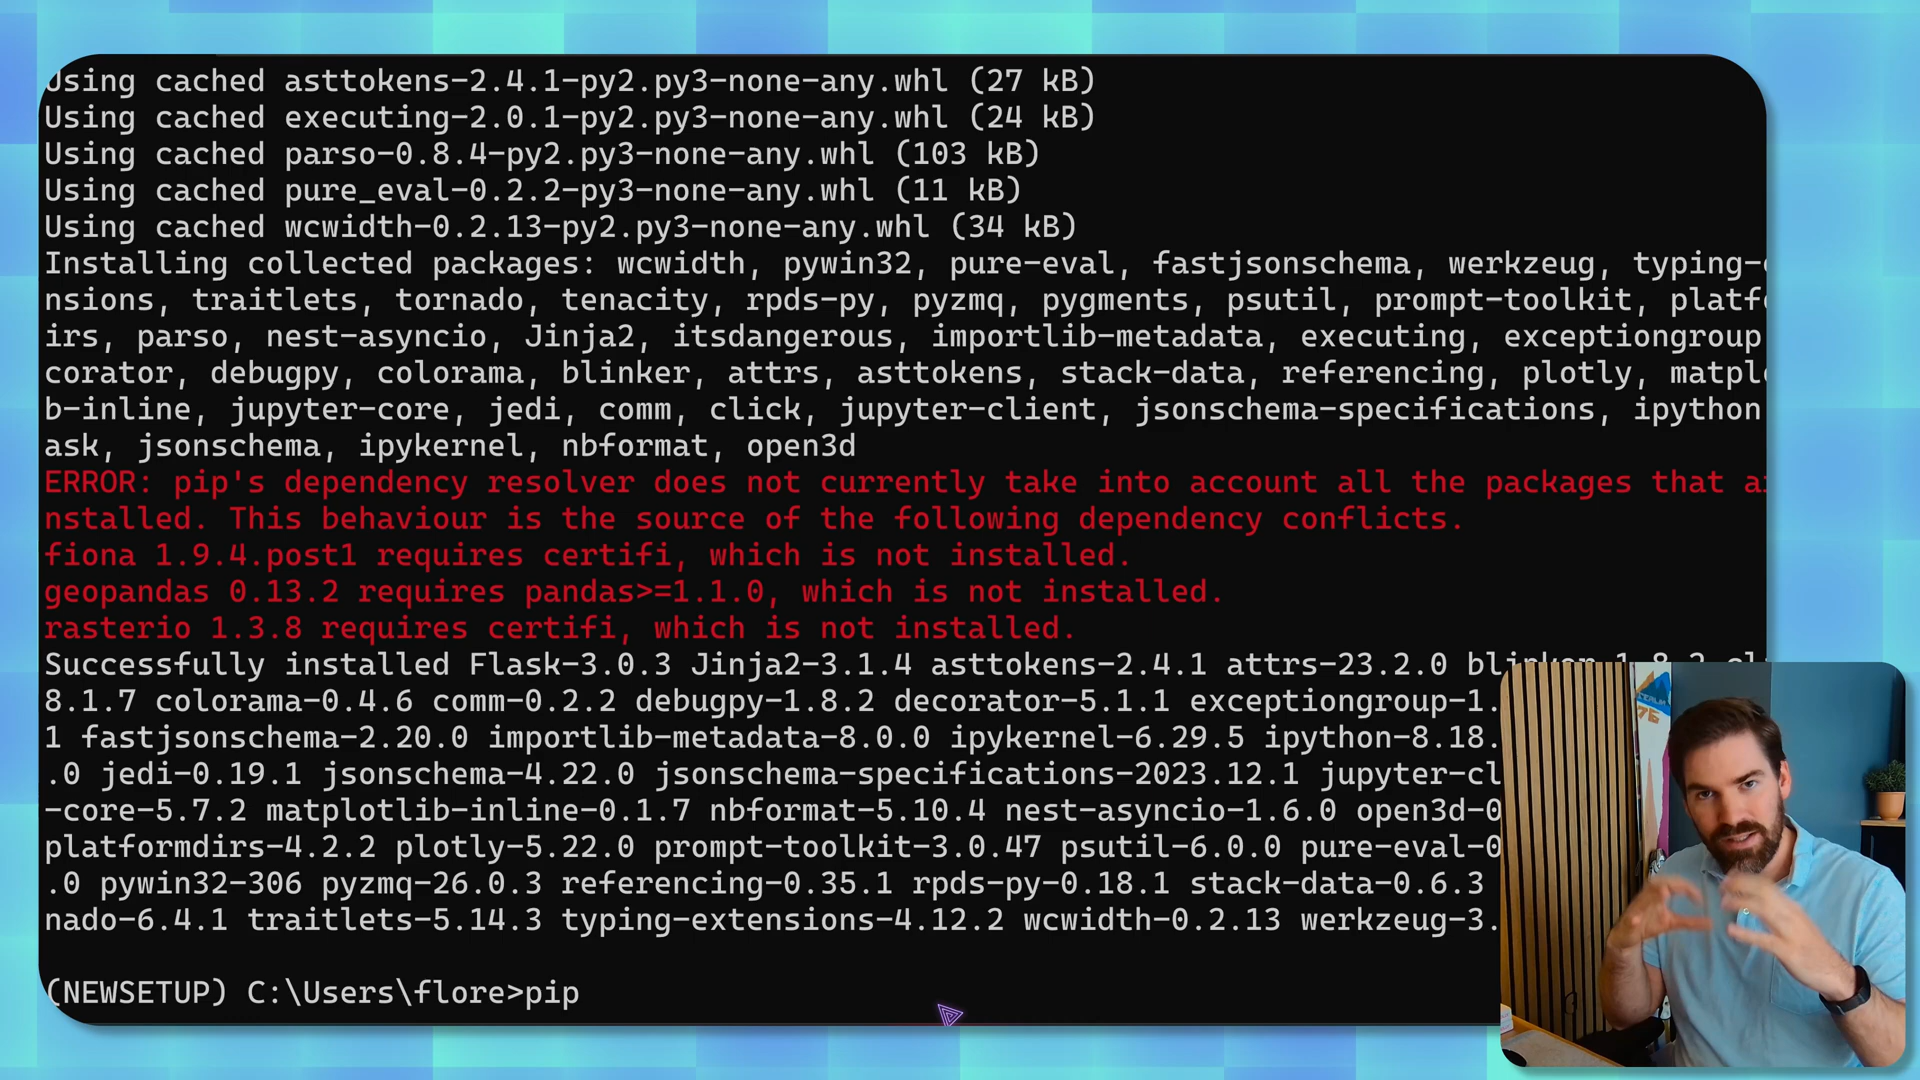 Using cached asttokens-2.4.1-py2.py3-none-any.whl (27 kB)
Using cached executing-2.0.1-py2.py3-none-any.whl (24 kB)
Using cached parso-0.8.4-py2.py3-none-any.whl (103 kB)
Using cached pure_eval-0.2.2-py3-none-any.whl (11 kB)
Using cached wcwidth-0.2.13-py2.py3-none-any.whl (34 kB)
Installing collected packages: wcwidth, pywin32, pure-eval, fastjsonschema, werkzeug, typing-
nsions, traitlets, tornado, tenacity, rpds-py, pyzmq, pygments, psutil, prompt-toolkit, platf
irs, parso, nest-asyncio, Jinja2, itsdangerous, importlib-metadata, executing, exceptiongroup
corator, debugpy, colorama, blinker, attrs, asttokens, stack-data, referencing, plotly, matpl
b-inline, jupyter-core, jedi, comm, click, jupyter-client, jsonschema-specifications, ipython
ask, jsonschema, ipykernel, nbformat, open3d
ERROR: pip's dependency resolver does not currently take into account all the packages that a
nstalled. This behaviour is the source of the following dependency conflicts.
fiona 1.9.4.post1 requires certifi, which is not installed.
geopandas 0.13.2 requires pandas>=1.1.0, which is not installed.
rasterio 1.3.8 requires certifi, which is not installed.
Successfully installed Flask-3.0.3 Jinja2-3.1.4 asttokens-2.4.1 attrs-23.2.0
8.1.7 colorama-0.4.6 comm-0.2.2 debugpy-1.8.2 decorator-5.1.1 exceptiongroup-1.
1 fastjsonschema-2.20.0 importlib-metadata-8.0.0 ipykernel-6.29.5 ipython-8.18.
.0 jedi-0.19.1 jsonschema-4.22.0 jsonschema-specifications-2023.12.1 jupyter-cl
-core-5.7.2 matplotlib-inline-0.1.7 nbformat-5.10.4 nest-asyncio-1.6.0 open3d-0
platformdirs-4.2.2 plotly-5.22.0 prompt-toolkit-3.0.47 psutil-6.0.0 pure-eval-0
.0 pywin32-306 pyzmq-26.0.3 referencing-0.35.1 rpds-py-0.18.1 stack-data-0.6.3
nado-6.4.1 traitlets-5.14.3 typing-extensions-4.12.2 wcwidth-0.2.13 werkzeug-3.
(NEWSETUP) C:\Users\flore>pip